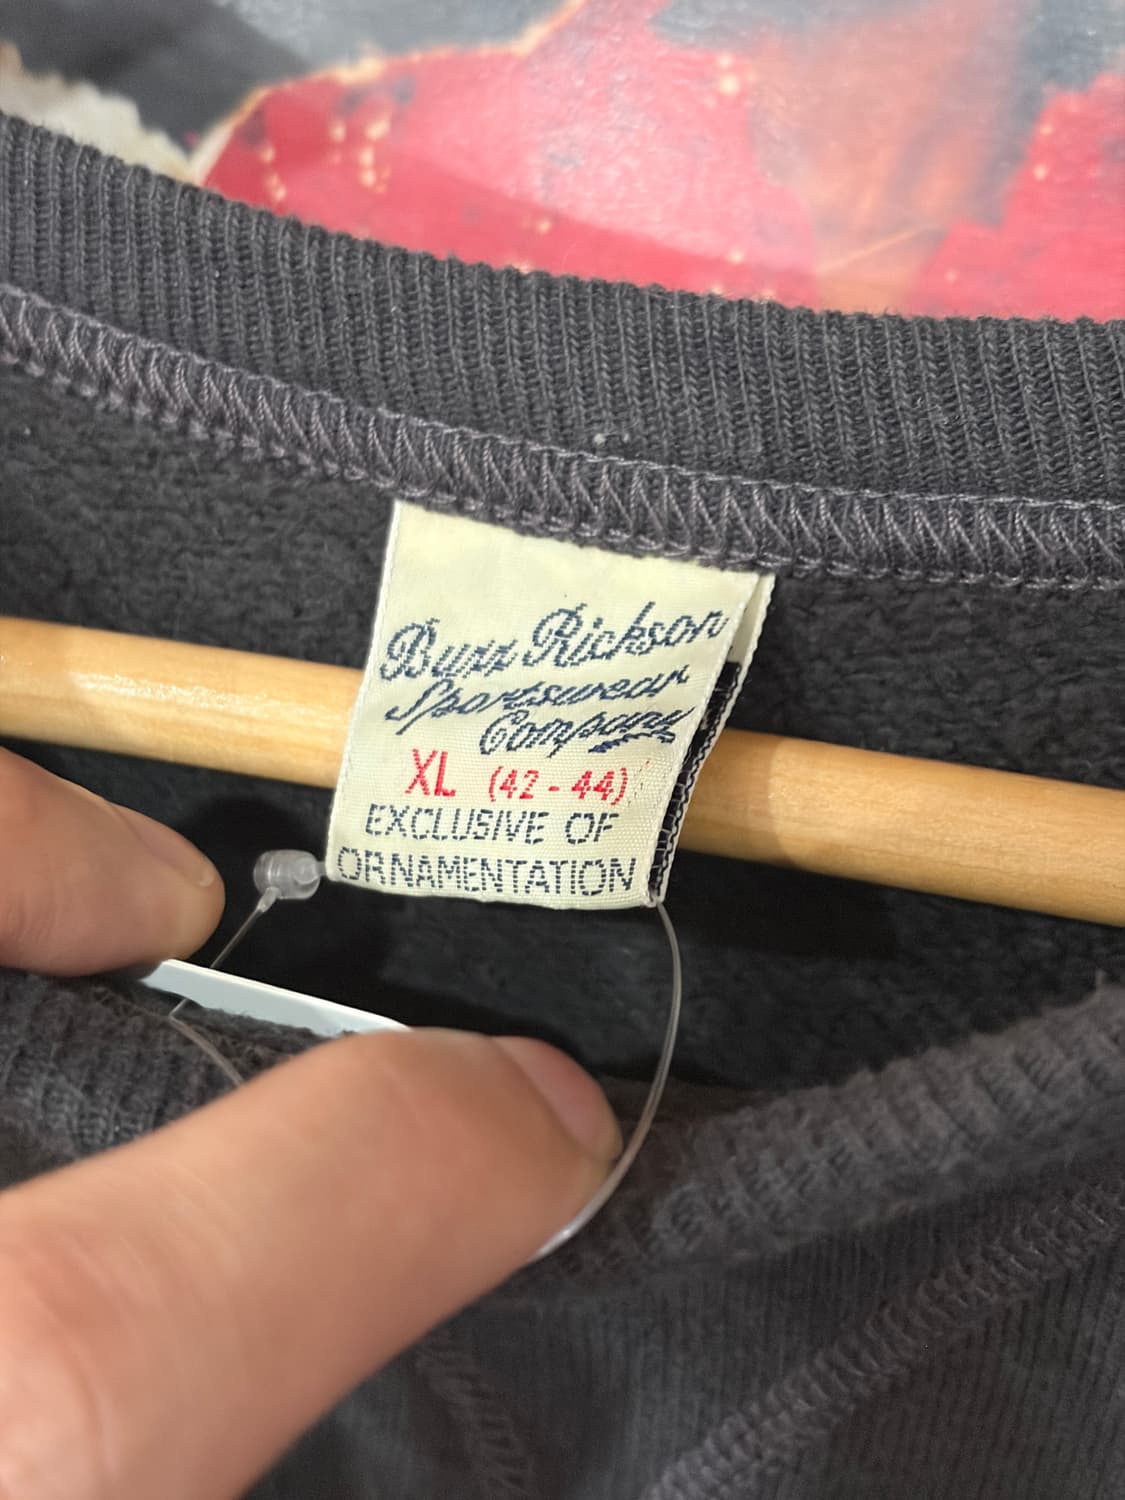 Buzz Rickson
Sportswear
Company
XL (42 - 44)
EXCLUSIVE OF
ORNAMENTATION